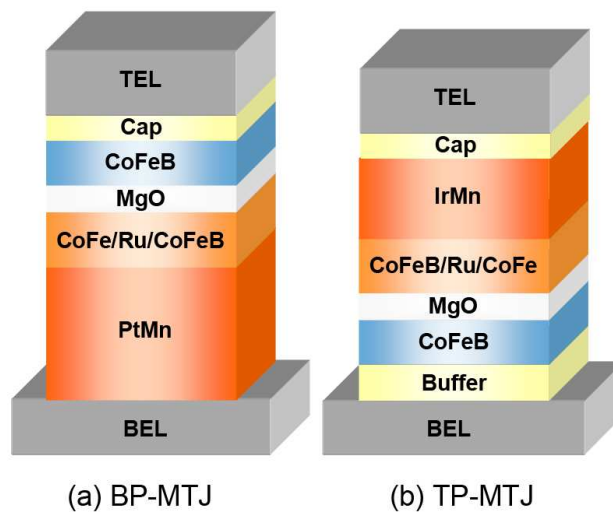 TEL
Cap
CoFeB
MgO
CoFe/Ru/CoFeB
PtMn
BEL
(a) BP-MTJ
TEL
Cap
IrMn
CoFeB/Ru/CoFe
MgO
CoFeB
Buffer
BEL
(b) TP-MTJ